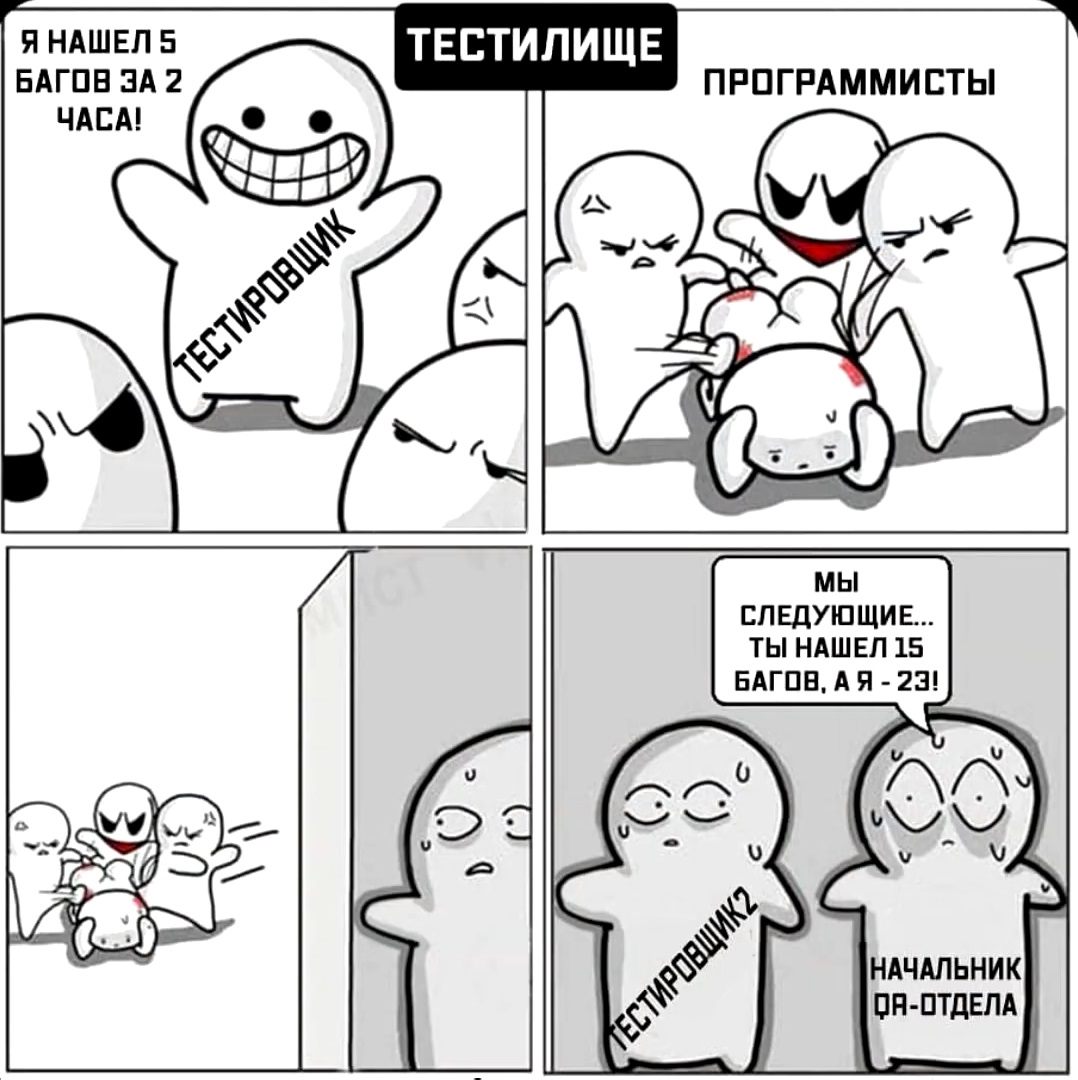 Я НАШЕЛ 5
БАГОВ ЗА 2
ЧАСА!
ТЕСТИЛИЩЕ
ПРОГРАММИСТЫ
ТЕСТИРОВЩИК
МЫ
СЛЕДУЮЩИЕ...
ТЫ НАШЕЛ 15
БАГОВ, А Я - 23!
ТЕСТИРОВЩИК2
НАЧАЛЬНИК
QA-ОТДЕЛА